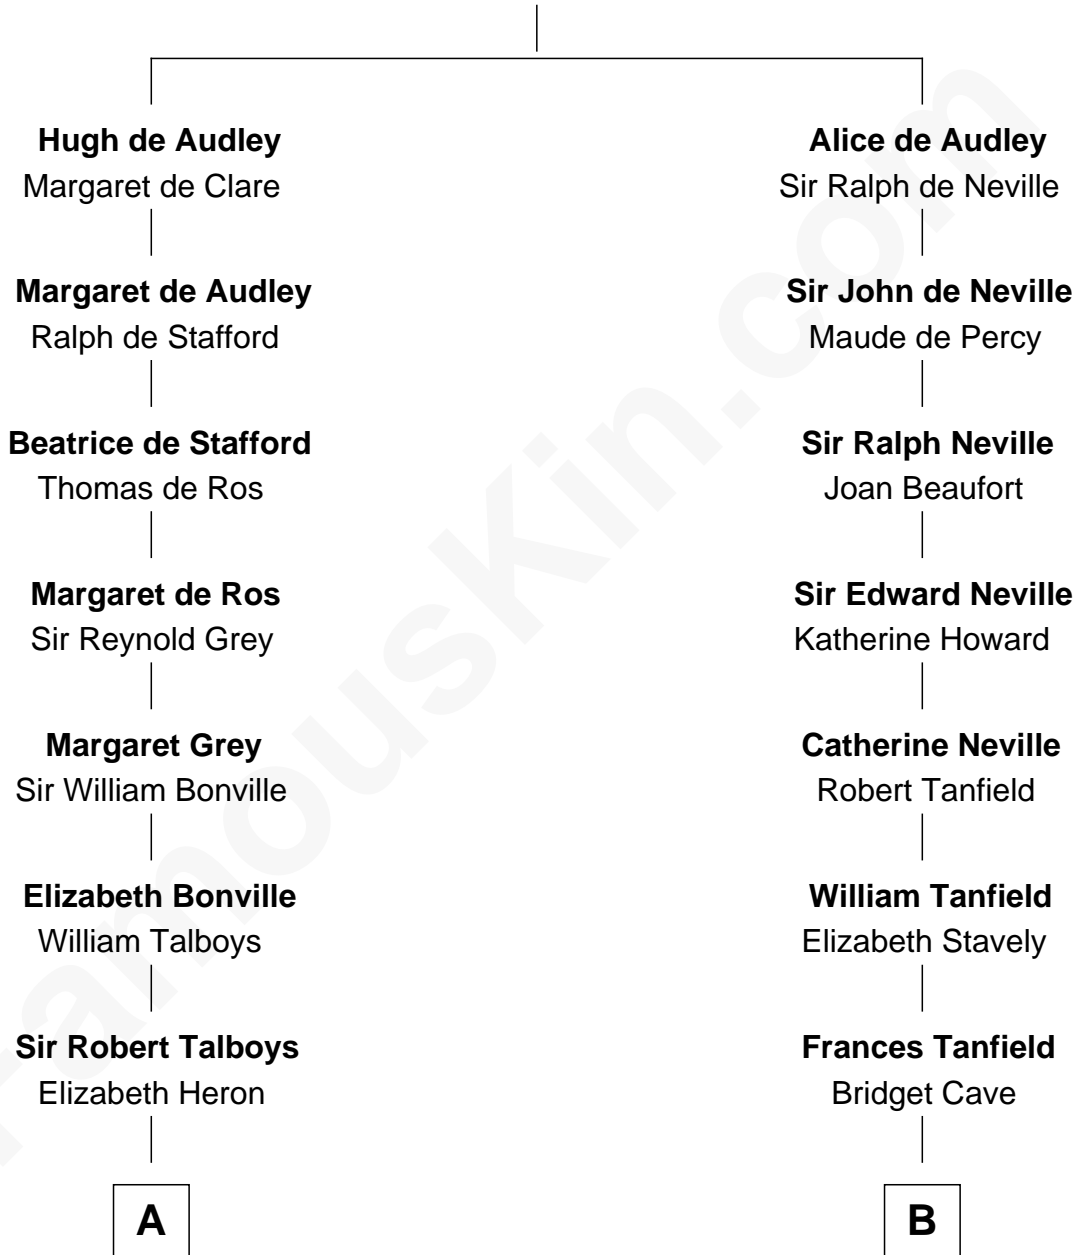 Hugh de Audley
Margaret de Clare
Margaret de Audley
Ralph de Stafford
Beatrice de Stafford
Thomas de Ros
Margaret de Ros
Sir Reynold Grey
Margaret Grey
Sir William Bonville
Elizabeth Bonville
William Talboys
Sir Robert Talboys
Elizabeth Heron
A
Alice de Audley
Sir Ralph de Neville
Sir John de Neville
Maude de Percy
Sir Ralph Neville
Joan Beaufort
Sir Edward Neville
Katherine Howard
Catherine Neville
Robert Tanfield
William Tanfield
Elizabeth Stavely
Frances Tanfield
Bridget Cave
B
FamousKin.com